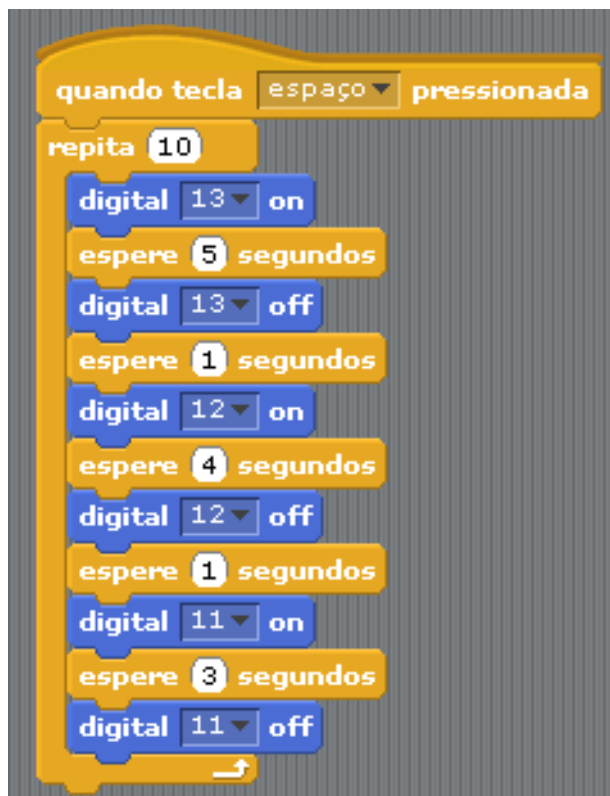 quando tecla espaço pressionada
repita 10
digital 13 on
espere 5 segundos
digital 13 off
espere 1 segundos
digital 12 on
espere 4 segundos
digital 12 off
espere 1 segundos
digital 11 on
espere 3 segundos
digital 11 off